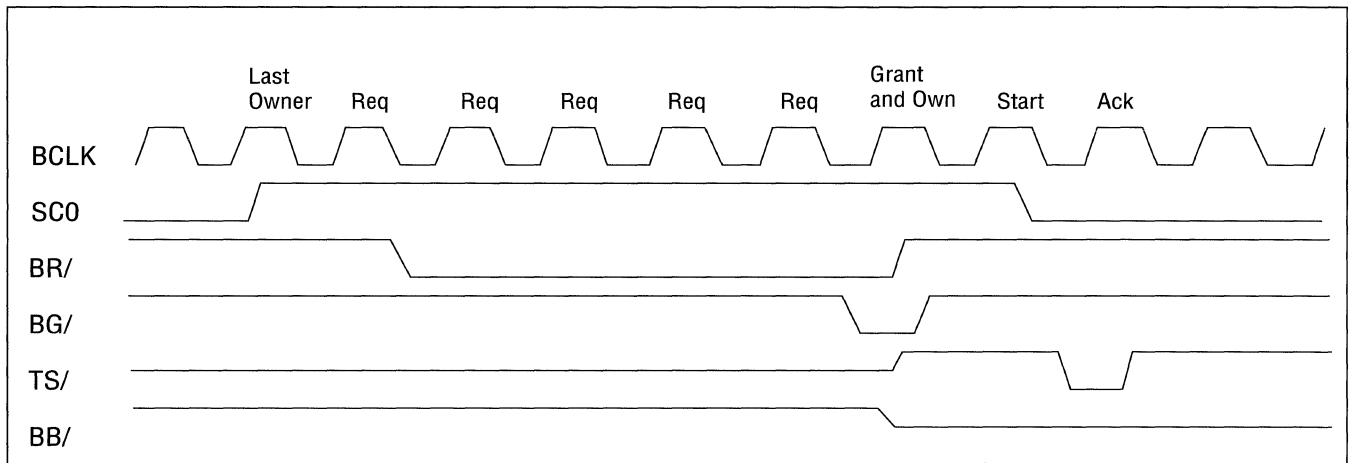 Last
Owner
Req
Req
Req
Req
Req
Grant
and Own
Start
Ack
BCLK
SC0
BR/
BG/
TS/
BB/